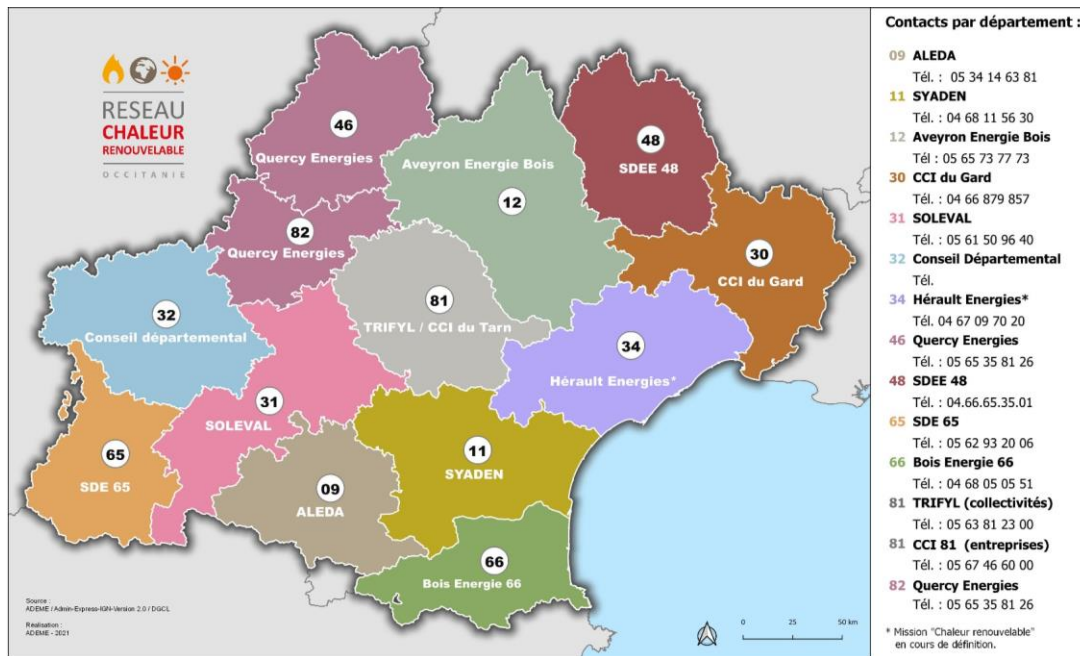 RESEAU
CHALEUR
RENOUVELABLE
OCCITANIE
46
Quercy Energies
48
SDEE 48
Aveyron Energie Bois
12
82
Quercy Energies
30
CCI du Gard
32
Conseil départemental
81
TRIFYL / CCI du Tarn
34
Hérault Energies*
31
SOLEVAL
65
SDE 65
11
SYADEN
09
ALEDA
66
Bois Energie 66
Source :
ADEME / Admin-Express-IGN-Version 2.0 / DGCL
Réalisation :
ADEME - 2021
0 25 50 km
Contacts par département :
09 ALEDA
Tél. : 05 34 14 63 81
11 SYADEN
Tél. : 04 68 11 56 30
12 Aveyron Energie Bois
Tél : 05 65 73 77 73
30 CCI du Gard
Tél. : 04 66 879 857
31 SOLEVAL
Tél. : 05 61 50 96 40
32 Conseil Départemental
Tél.
34 Hérault Energies*
Tél. 04 67 09 70 20
46 Quercy Energies
Tél. : 05 65 35 81 26
48 SDEE 48
Tél. : 04.66.65.35.01
65 SDE 65
Tél. : 05 62 93 20 06
66 Bois Energie 66
Tél. : 04 68 05 05 51
81 TRIFYL (collectivités)
Tél. : 05 63 81 23 00
81 CCI 81 (entreprises)
Tél. : 05 67 46 60 00
82 Quercy Energies
Tél. : 05 65 35 81 26
* Mission "Chaleur renouvelable"
en cours de définition.